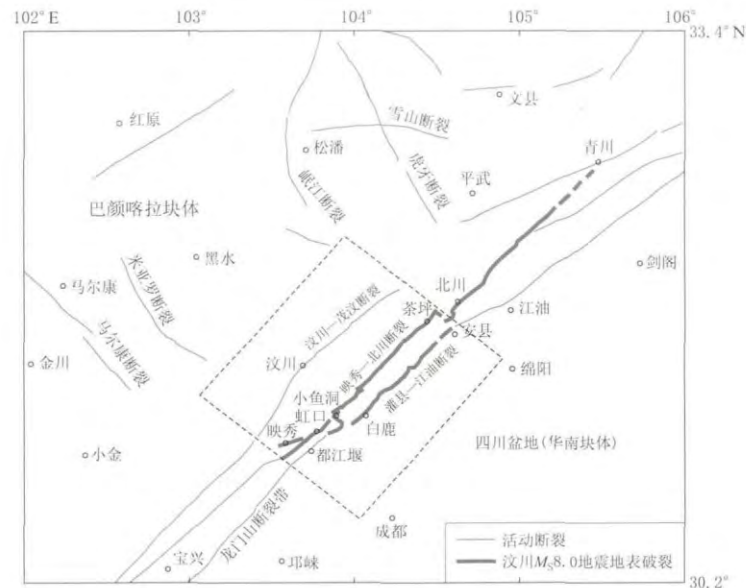 102° E
103°
104°
105°
106°
33.4° N
文县
红原
雪山断裂
松潘
青川
岷江断裂
虎牙断裂
平武
巴颜喀拉块体
米亚罗断裂
黑水
剑阁
马尔康
北川
江油
茶坪
汶川—茂汶断裂
安县
马尔康断裂
映秀—北川断裂
金川
汶川
灌县—江油断裂
绵阳
小鱼洞
虹口
白鹿
映秀
四川盆地(华南块体)
小金
都江堰
龙门山断裂带
成都
活动断裂
宝兴
邛崃
汶川MS8.0地震地表破裂
30.2°